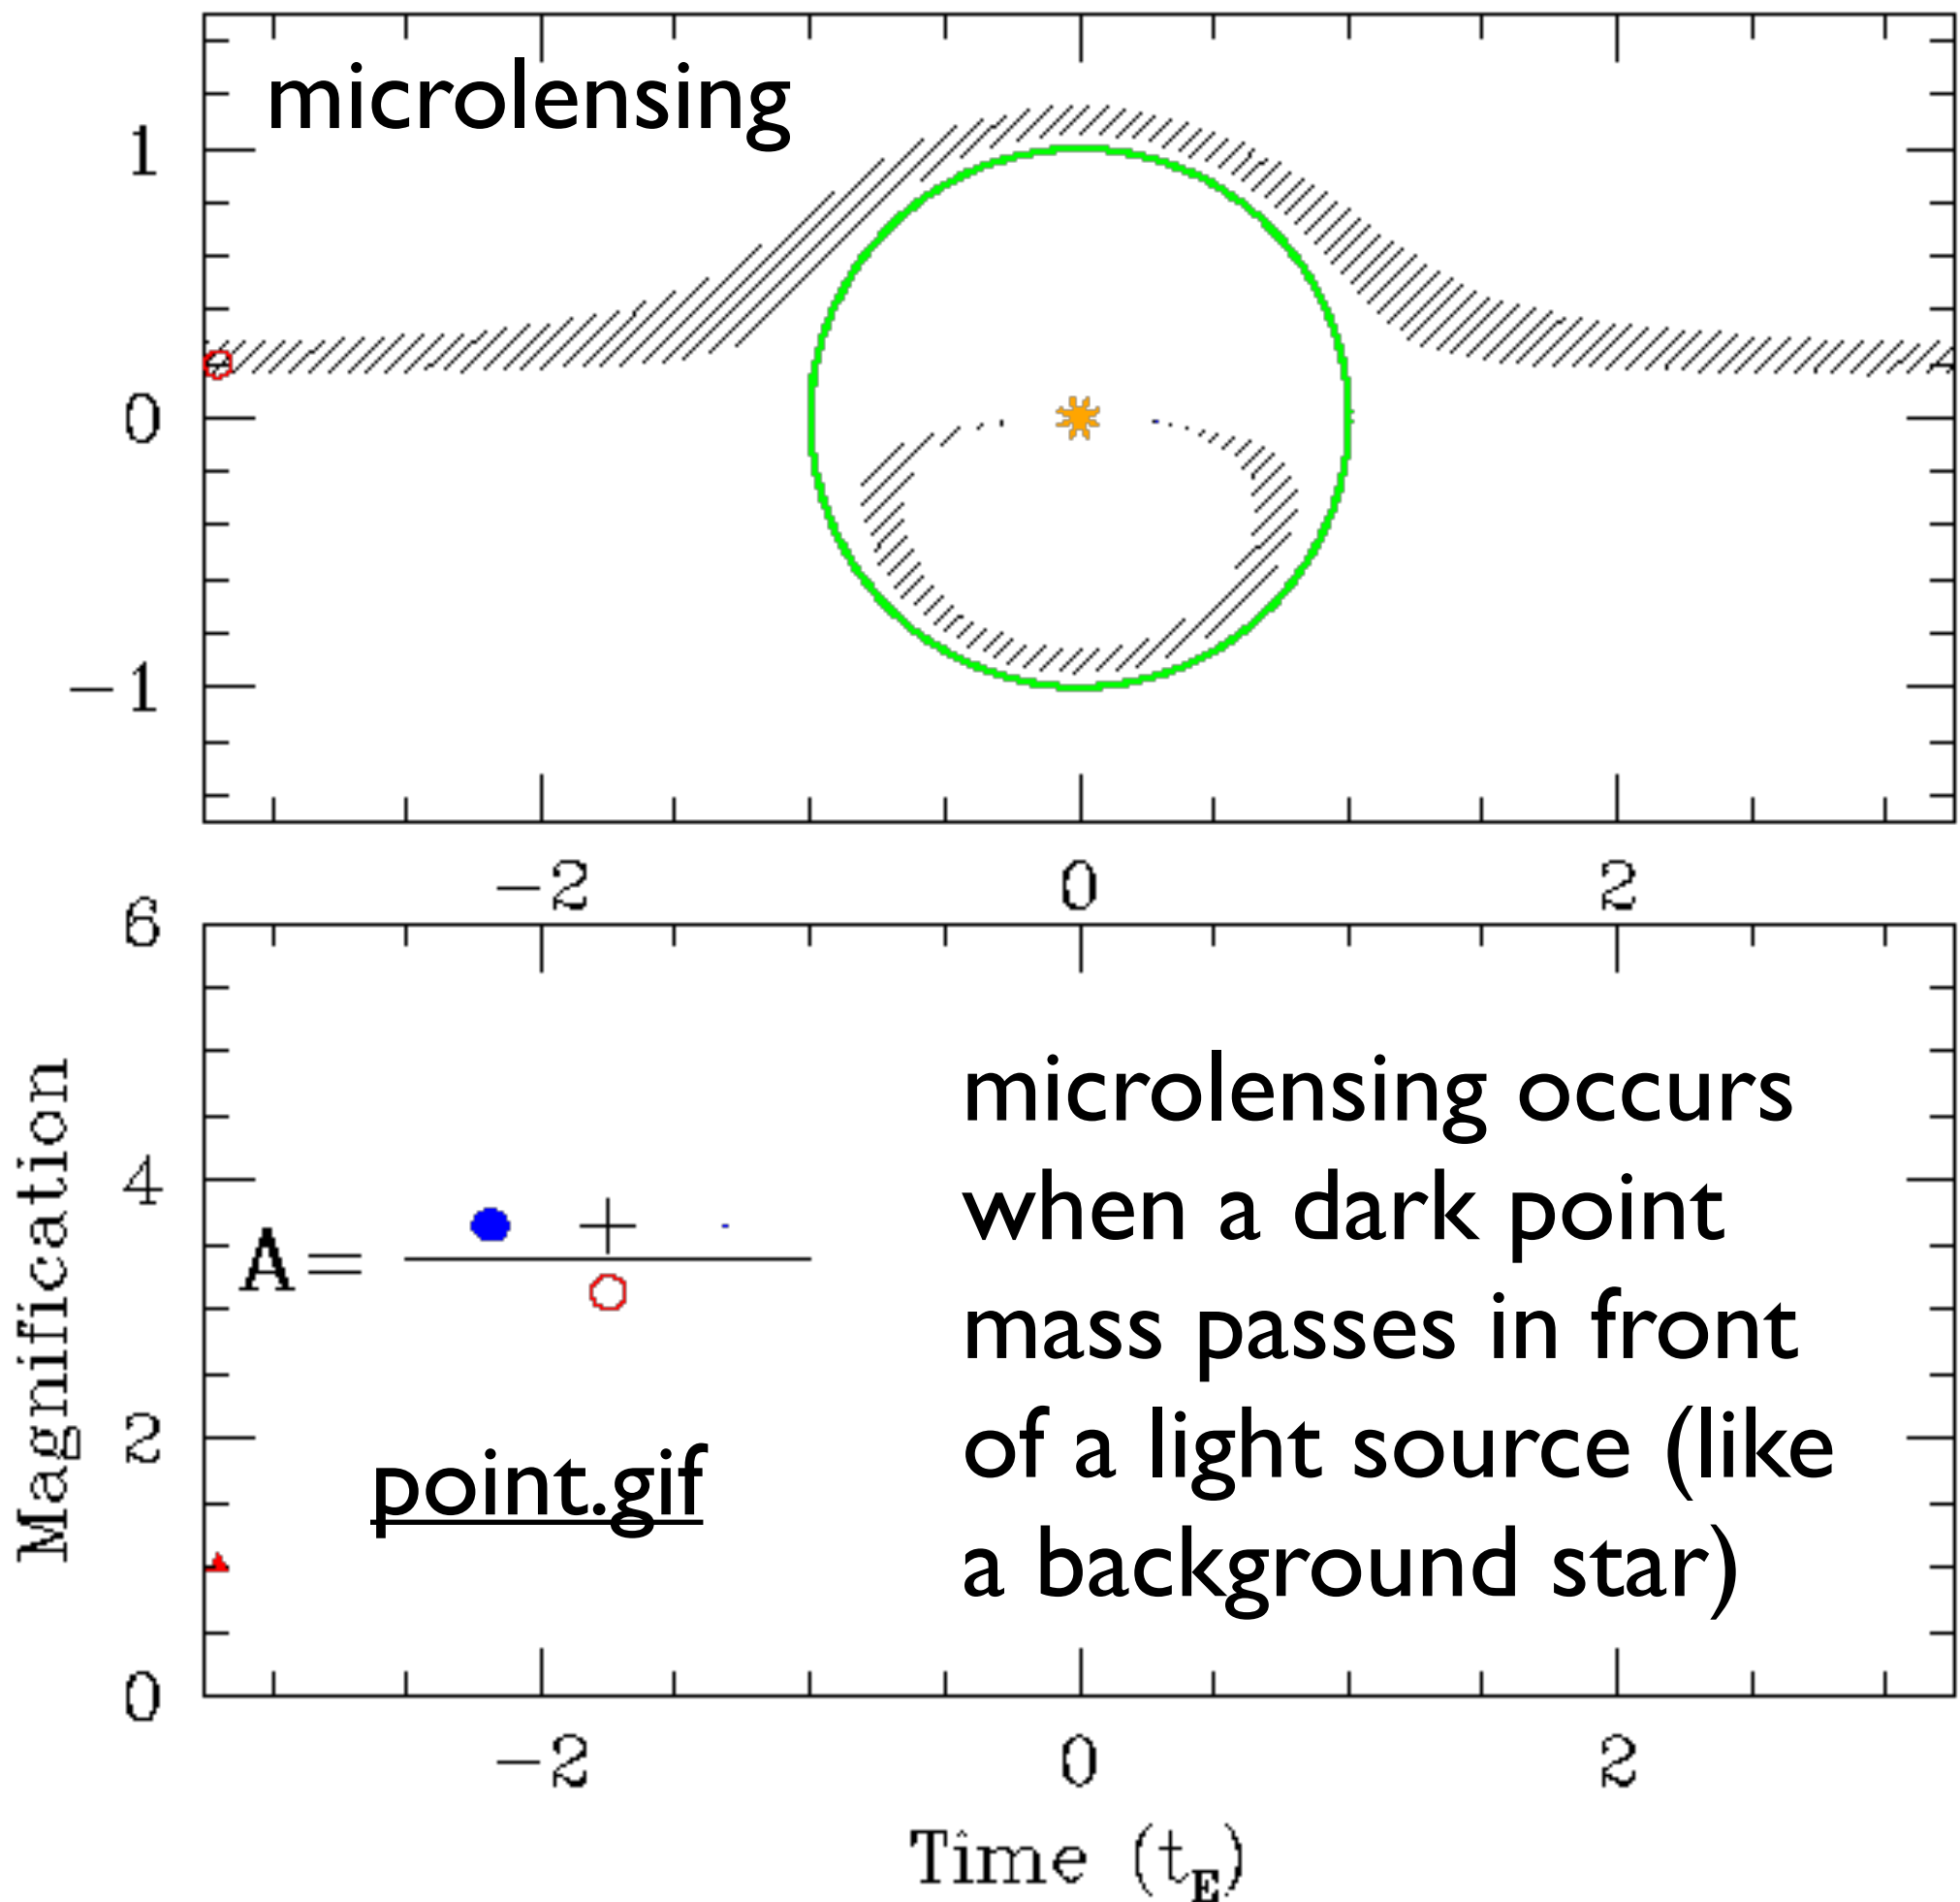 microlensing
1
0
−1
−2 0 2
6
4
2
0
Magnification
A= +
point.gif
microlensing occurs
when a dark point
mass passes in front
of a light source (like
a background star)
−2 0 2
Time (tE)